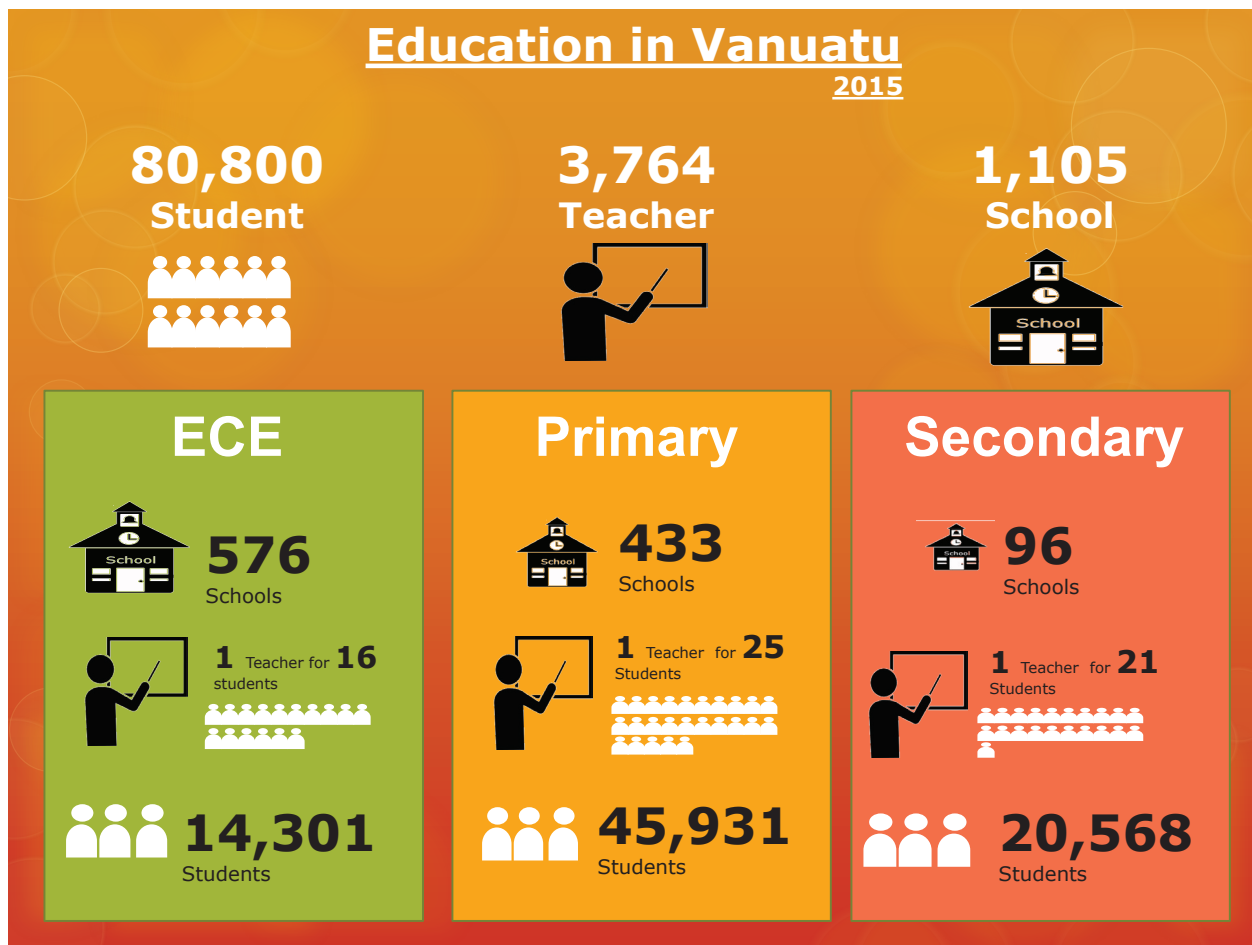 Education in Vanuatu
2015
80,800
Student
3,764
Teacher
1,105
School
School
ECE
School
576
Schools
1 Teacher for 16
students
14,301
Students
Primary
School
433
Schools
1 Teacher for 25
Students
45,931
Students
Secondary
School
96
Schools
1 Teacher for 21
Students
20,568
Students